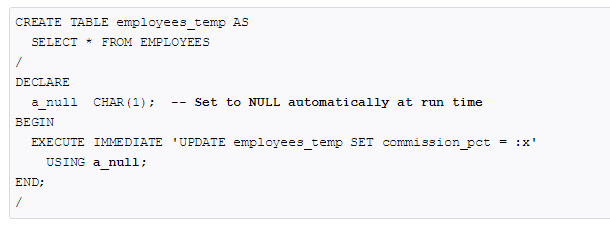 CREATE TABLE employees_temp AS
  SELECT * FROM EMPLOYEES
/
DECLARE
  a_null  CHAR(1);  -- Set to NULL automatically at run time
BEGIN
  EXECUTE IMMEDIATE 'UPDATE employees_temp SET commission_pct = :x'
    USING a_null;
END;
/